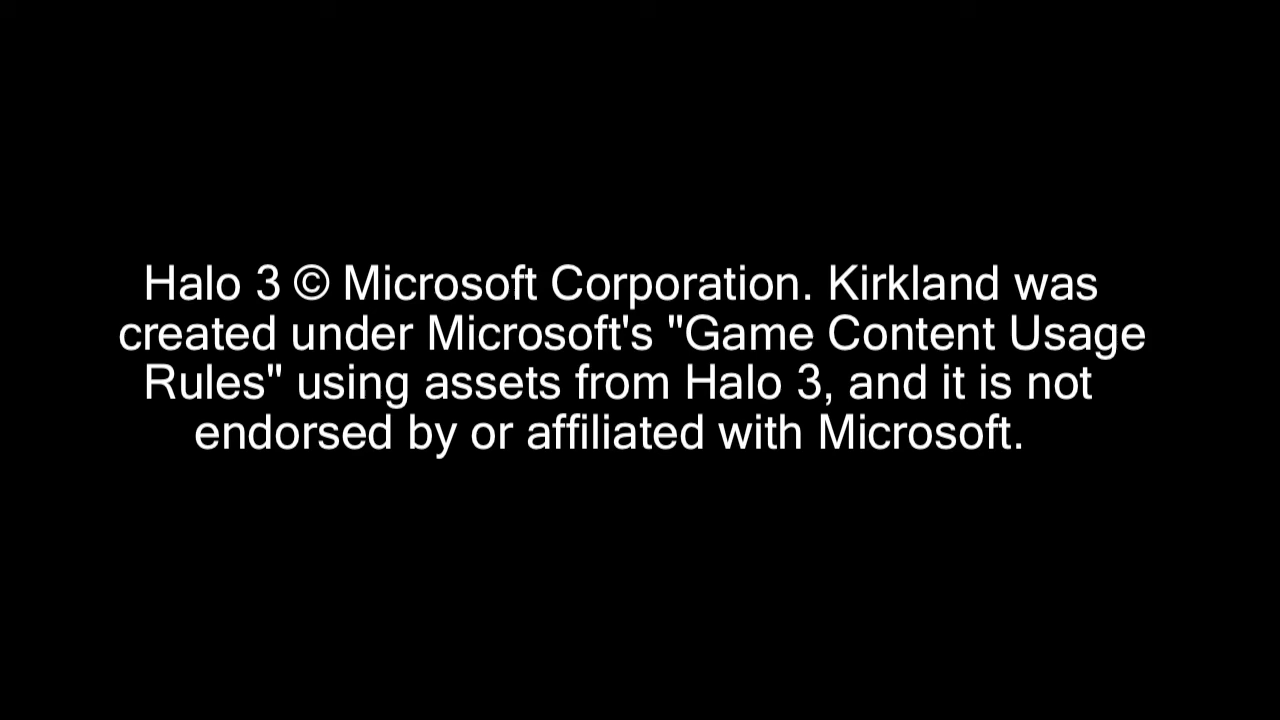 Halo 3 © Microsoft Corporation. Kirkland was
created under Microsoft's "Game Content Usage
Rules" using assets from Halo 3, and it is not
endorsed by or affiliated with Microsoft.